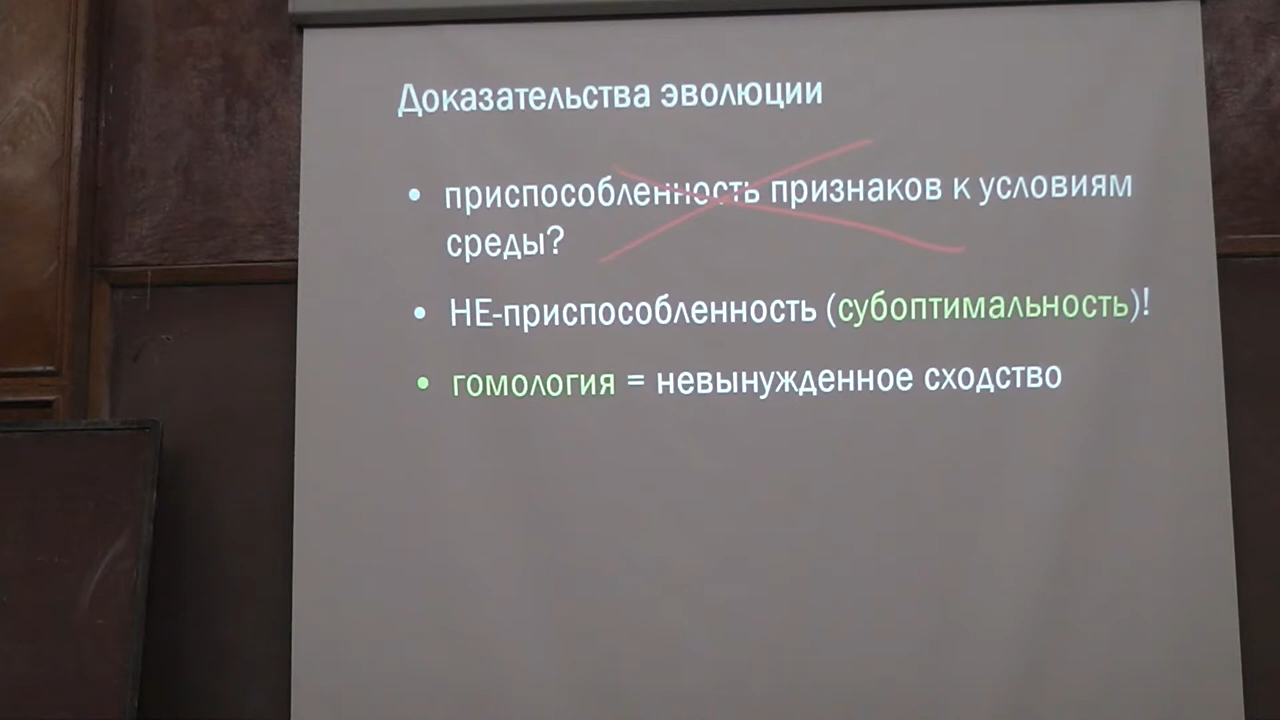 Доказательства эволюции
• приспособленность признаков к условиям
среды?
• НЕ-приспособленность (субоптимальность)!
• гомология = невынужденное сходство